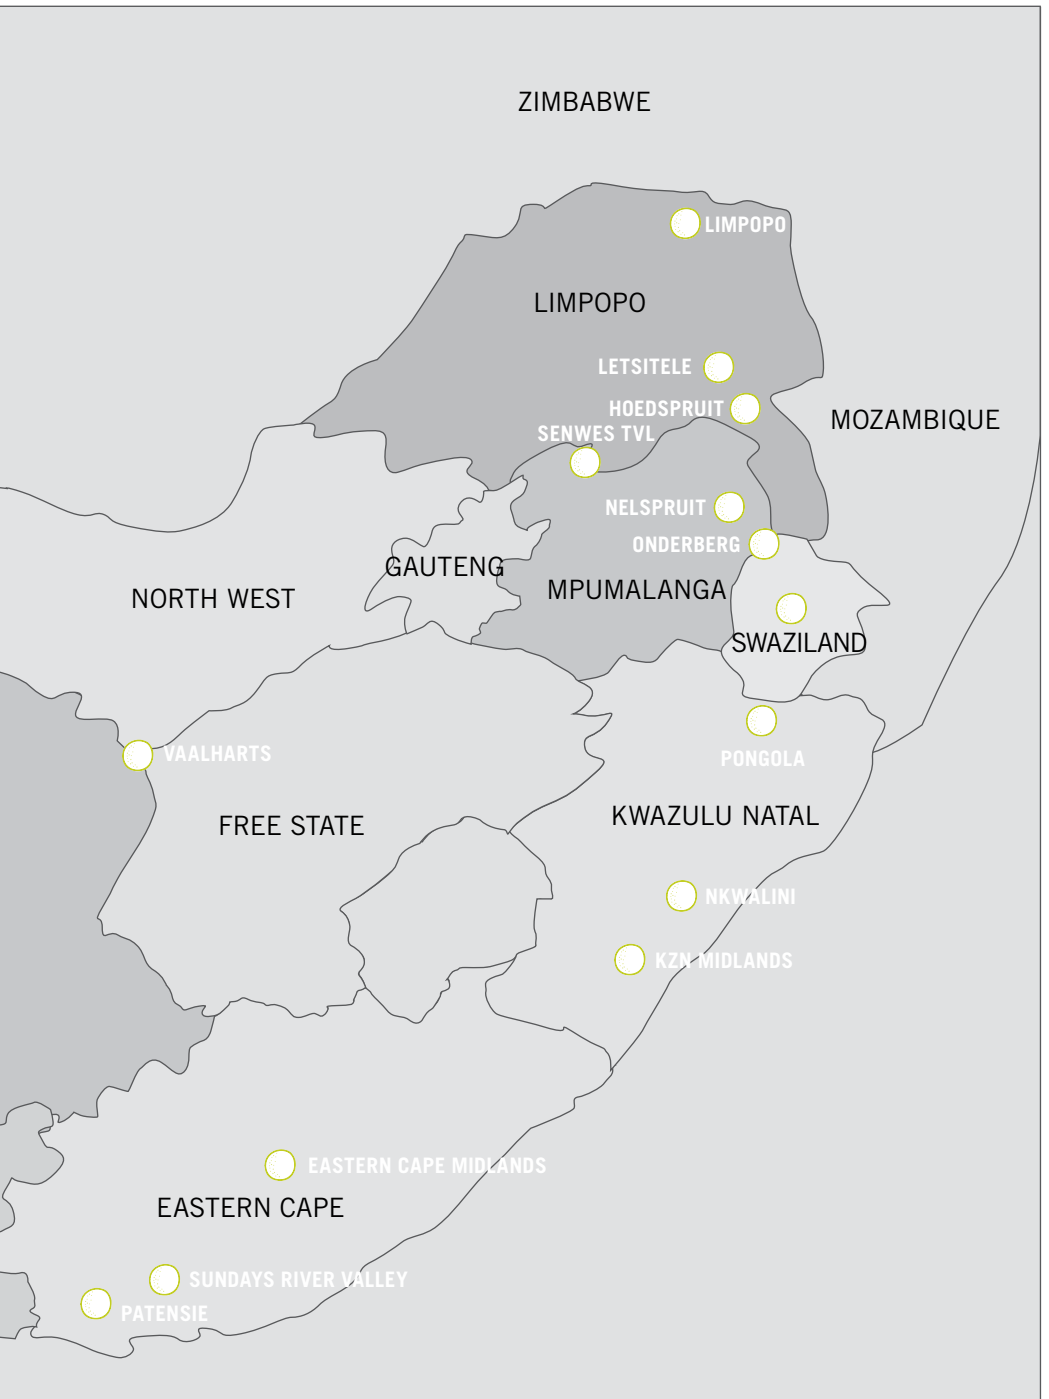 ZIMBABWE
LIMPOPO
LIMPOPO
LETSITELE
HOEDSPRUIT
MOZAMBIQUE
SENWES TVL
NELSPRUIT
ONDERBERG
GAUTENG
MPUMALANGA
NORTH WEST
SWAZILAND
VAALHARTS
PONGOLA
KWAZULU NATAL
FREE STATE
NKWALINI
KZN MIDLANDS
EASTERN CAPE MIDLANDS
EASTERN CAPE
SUNDAYS RIVER VALLEY
PATENSIE